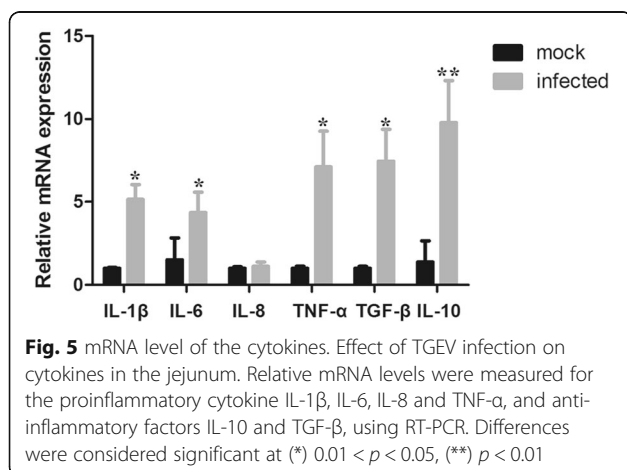 15
10
5
0
Relative mRNA expression
mock
infected
*
*
*
*
**
IL-1β IL-6 IL-8 TNF-α TGF-β IL-10
Fig. 5 mRNA level of the cytokines. Effect of TGEV infection on
cytokines in the jejunum. Relative mRNA levels were measured for
the proinflammatory cytokine IL-1β, IL-6, IL-8 and TNF-α, and anti-
inflammatory factors IL-10 and TGF-β, using RT-PCR. Differences
were considered significant at (*) 0.01 < p < 0.05, (**) p < 0.01